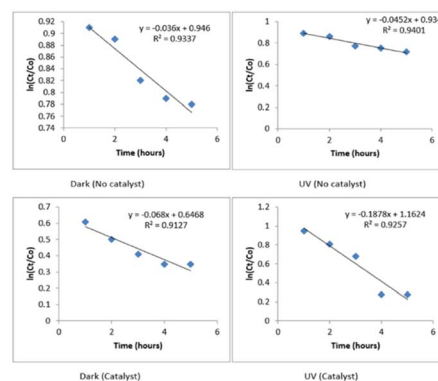 0.92
0.9
0.88
0.86
0.84
0.82
0.8
0.78
0.76
0.74
ln(Ct/Co)
y = -0.036x + 0.946
R² = 0.9337
0 2 4 6
Time (hours)
Dark (No catalyst)
1
0.8
0.6
0.4
0.2
0
ln(Ct/Co)
y = -0.0452x + 0.93
R² = 0.9401
0 2 4 6
Time (hours)
UV (No catalyst)
0.7
0.6
0.5
0.4
0.3
0.2
0.1
0
ln(Ct/Co)
y = -0.068x + 0.6468
R² = 0.9127
0 2 4 6
Time (hours)
Dark (Catalyst)
1.2
1
0.8
0.6
0.4
0.2
0
ln(Ct/Co)
y = -0.1878x + 1.1624
R² = 0.9257
0 2 4 6
Time (hours)
UV (Catalyst)